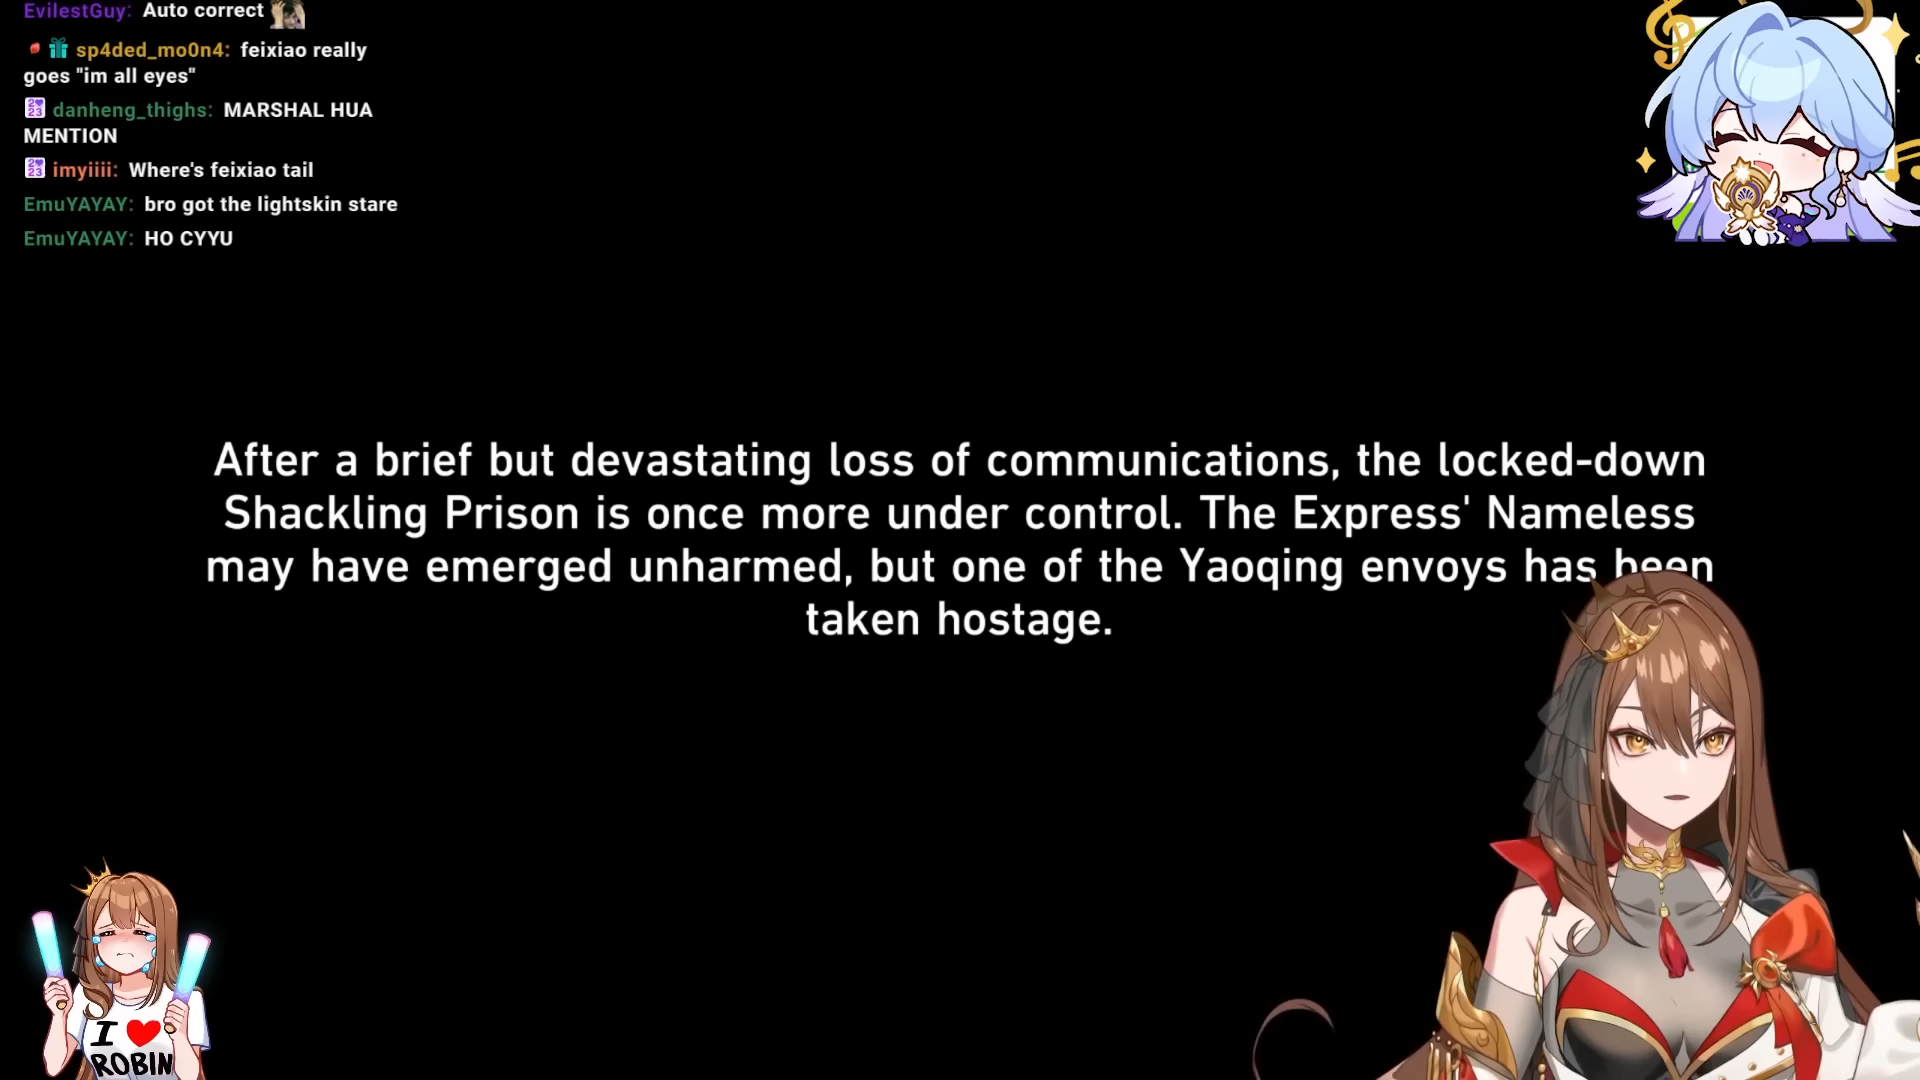 EvilestGuy: Auto correct
sp4ded_mo0n4: feixiao really
goes "im all eyes"
danheng_thighs: MARSHAL HUA
MENTION
imyiiii: Where's feixiao tail
EmuYAYAY: bro got the lightskin stare
EmuYAYAY: HO CYYU
After a brief but devastating loss of communications, the locked-down
Shackling Prison is once more under control. The Express' Nameless
may have emerged unharmed, but one of the Yaoqing envoys has been
taken hostage.
I ❤
ROBIN